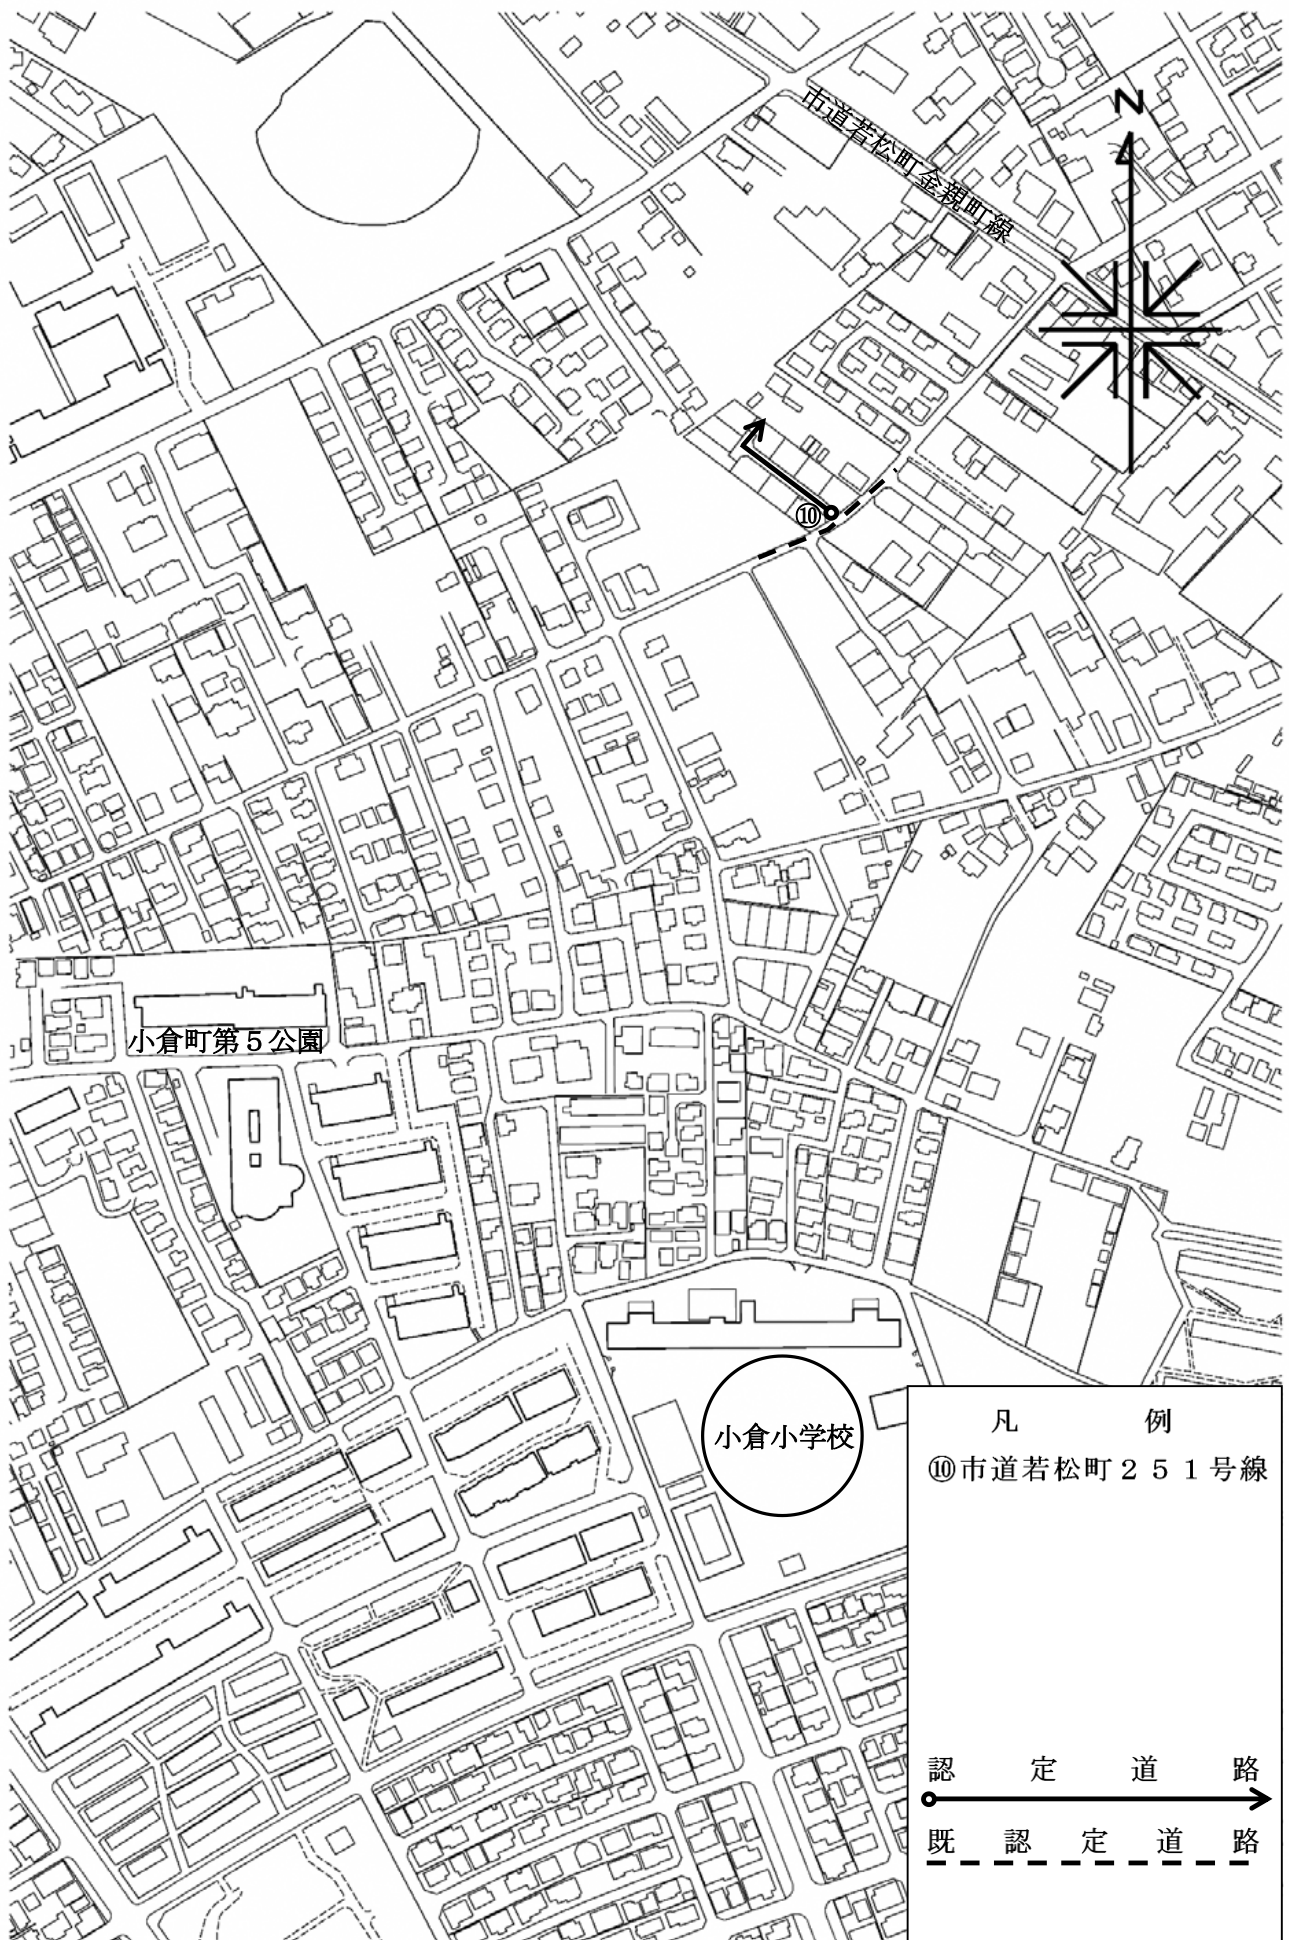 市道若松町金親町線
N
⑩
小倉町第５公園
小倉小学校
凡例
⑩市道若松町２５１号線
認定道路
既認定道路